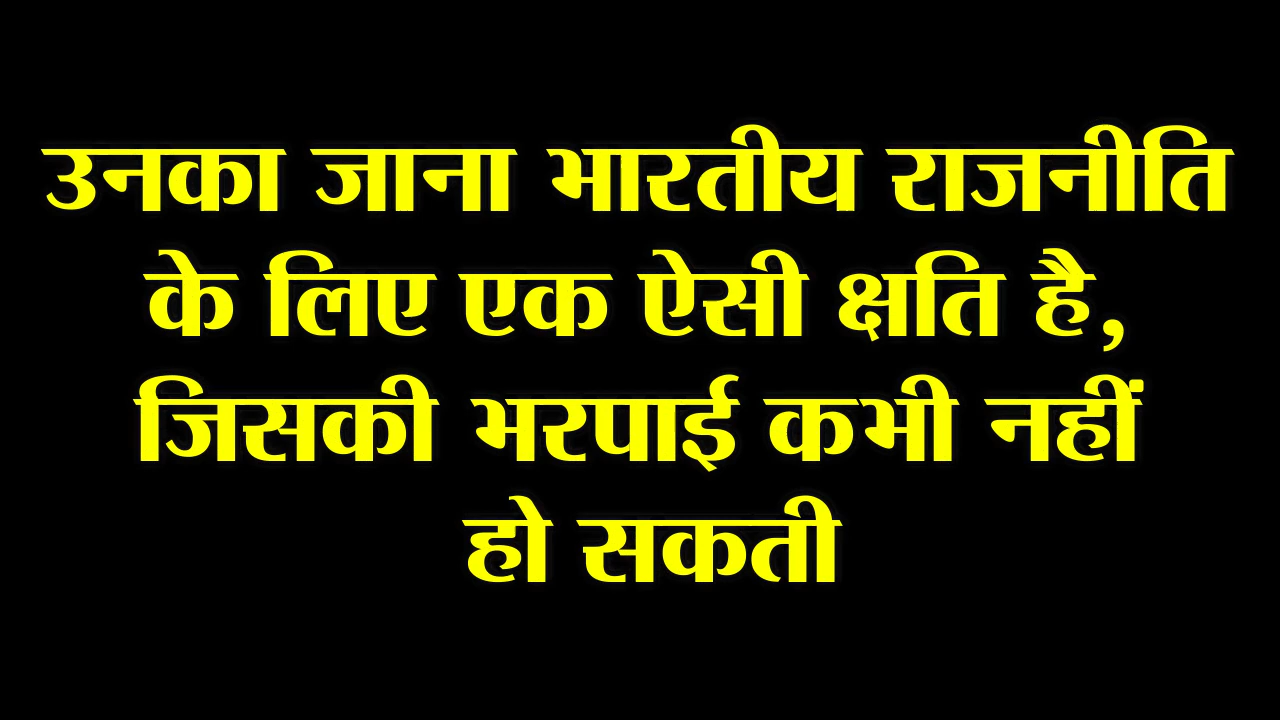 उनका जाना भारतीय राजनीति
के लिए एक ऐसी क्षति है,
जिसकी भरपाई कभी नहीं
हो सकती